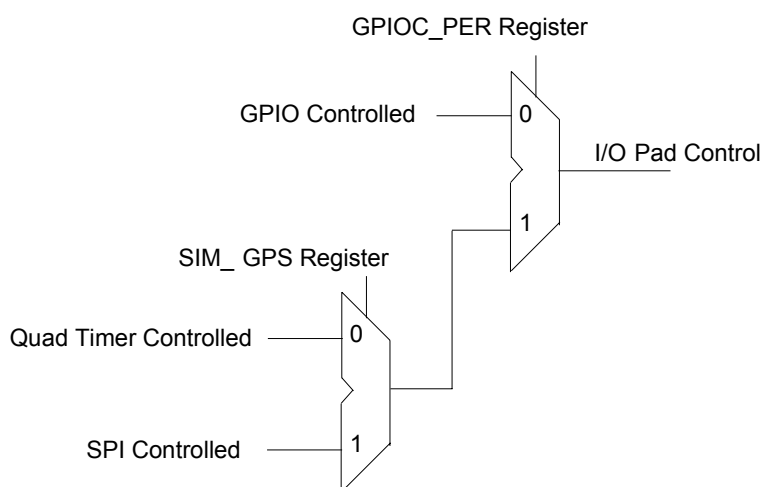 GPIOC_PER Register
GPIO Controlled
0
I/O Pad Control
1
SIM_ GPS Register
Quad Timer Controlled
0
SPI Controlled
1